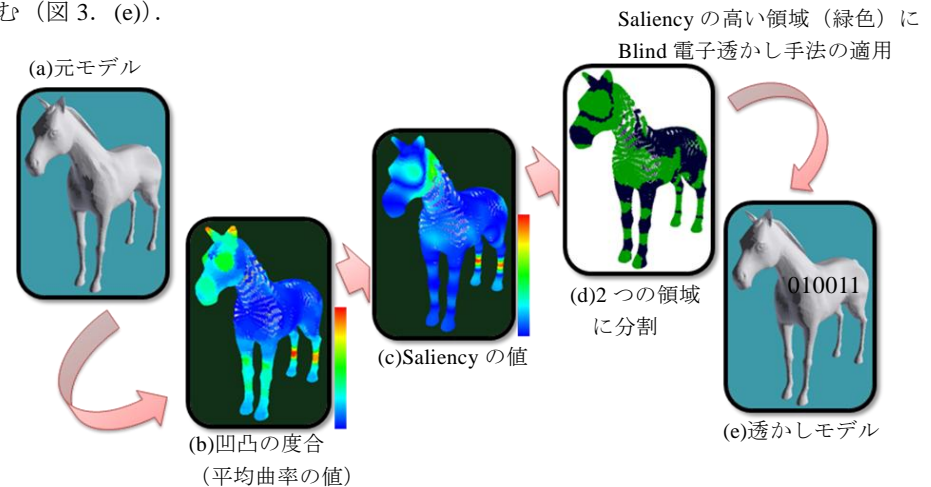 む（図 3．(e)）．
Saliency の高い領域（緑色）に
Blind 電子透かし手法の適用
(a)元モデル
(b)凹凸の度合
（平均曲率の値）
(c)Saliency の値
(d)2 つの領域
に分割
010011
(e)透かしモデル